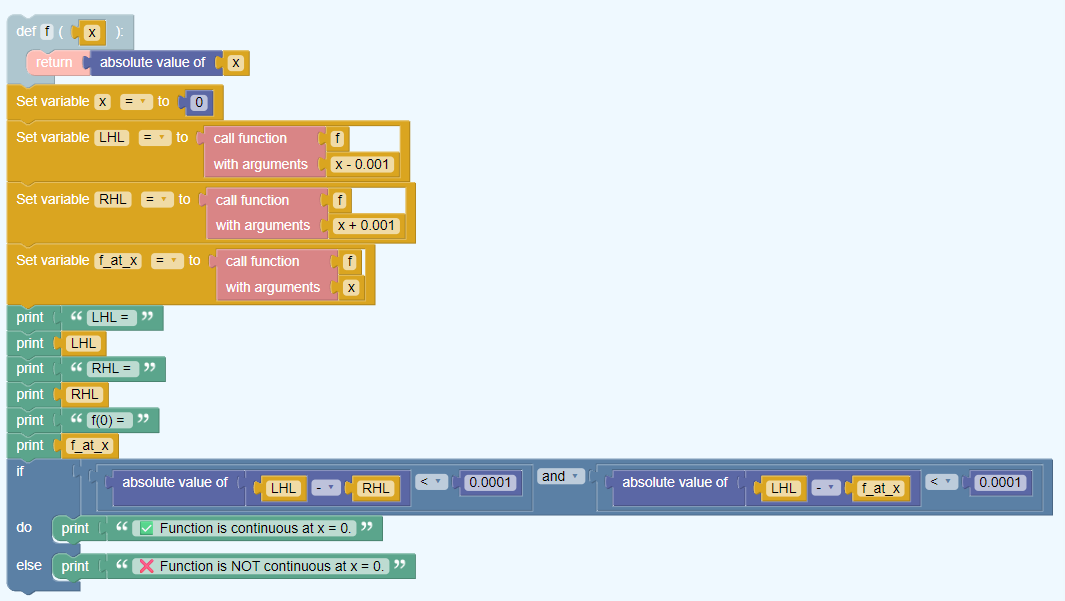 def f ( x ):
return absolute value of x
Set variable x = to 0
Set variable LHL = to call function f
with arguments x - 0.001
Set variable RHL = to call function f
with arguments x + 0.001
Set variable f_at_x = to call function f
with arguments x
print “ LHL = ”
print LHL
print “ RHL = ”
print RHL
print “ f(0) = ”
print f_at_x
if absolute value of LHL - RHL < 0.0001 and absolute value of LHL - f_at_x < 0.0001
do print “ ✅ Function is continuous at x = 0. ”
else print “ ❌ Function is NOT continuous at x = 0. ”